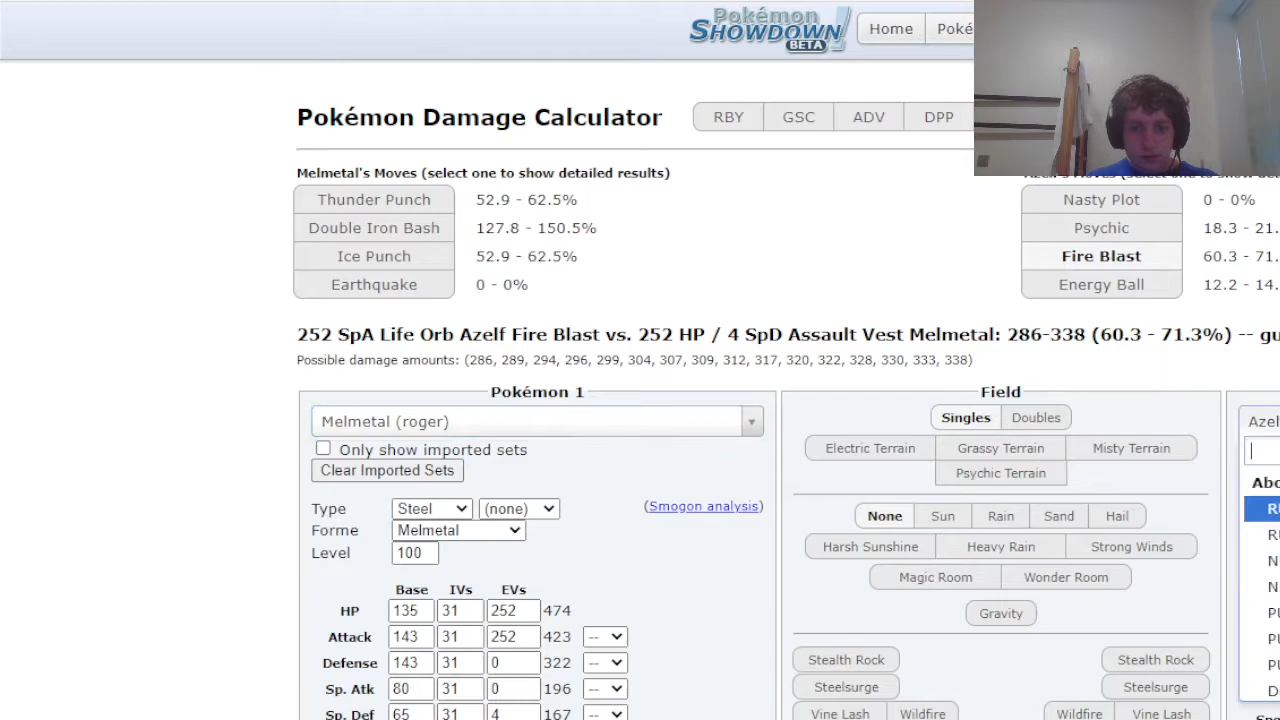 Pokémon
SHOWDOWN!
BETA
Home
Poké
Pokémon Damage Calculator
RBY
GSC
ADV
DPP
Melmetal's Moves (select one to show detailed results)
Thunder Punch 52.9 - 62.5%
Double Iron Bash 127.8 - 150.5%
Ice Punch 52.9 - 62.5%
Earthquake 0 - 0%
Nasty Plot 0 - 0%
Psychic 18.3 - 21.
Fire Blast 60.3 - 71.
Energy Ball 12.2 - 14.
252 SpA Life Orb Azelf Fire Blast vs. 252 HP / 4 SpD Assault Vest Melmetal: 286-338 (60.3 - 71.3%) -- gu
Possible damage amounts: (286, 289, 294, 296, 299, 304, 307, 309, 312, 317, 320, 322, 328, 330, 333, 338)
Pokémon 1
Melmetal (roger)
Only show imported sets
Clear Imported Sets
Type Steel (none) (Smogon analysis)
Forme Melmetal
Level 100
Base IVs EVs
HP 135 31 252 474
Attack 143 31 252 423 --
Defense 143 31 0 322 --
Sp. Atk 80 31 0 196 --
Sp. Def 65 31 4 167 --
Field
Singles Doubles
Electric Terrain Grassy Terrain Misty Terrain
Psychic Terrain
None Sun Rain Sand Hail
Harsh Sunshine Heavy Rain Strong Winds
Magic Room Wonder Room
Gravity
Stealth Rock Stealth Rock
Steelsurge Steelsurge
Vine Lash Wildfire Wildfire Vine Lash
Azel
Abo